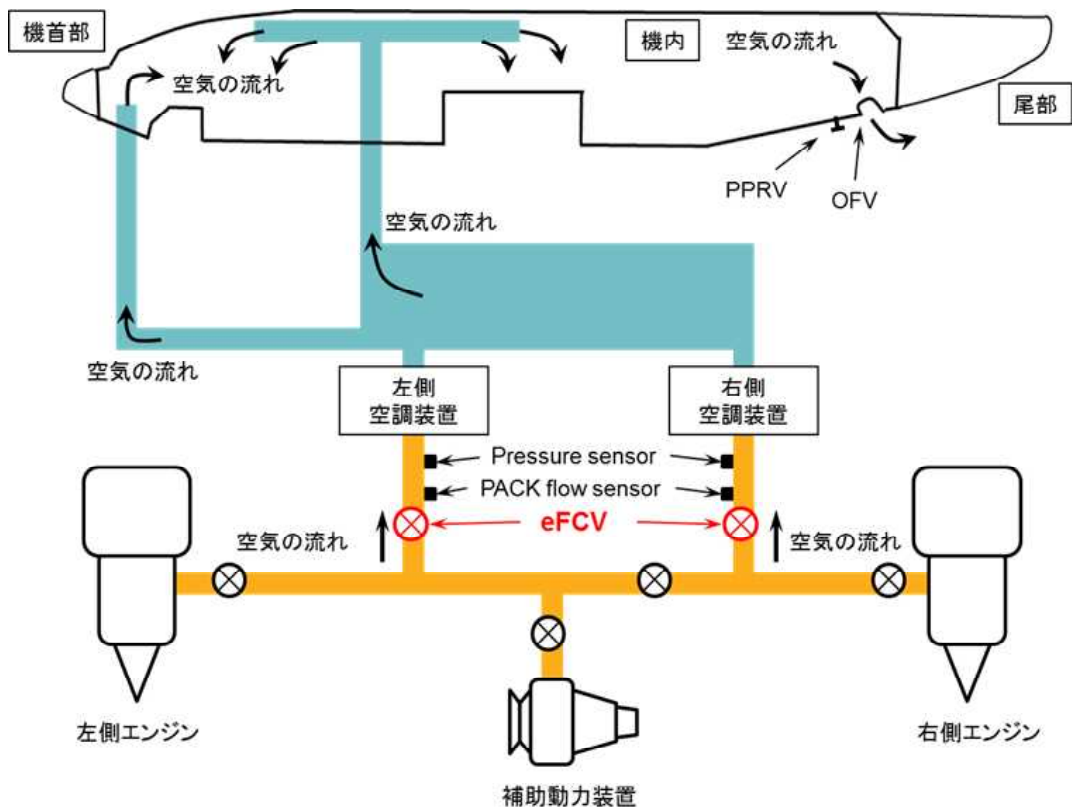 機首部
機内
空気の流れ
空気の流れ
尾部
PPRV
OFV
空気の流れ
空気の流れ
左側
空調装置
右側
空調装置
Pressure sensor
PACK flow sensor
eFCV
空気の流れ
空気の流れ
左側エンジン
右側エンジン
補助動力装置